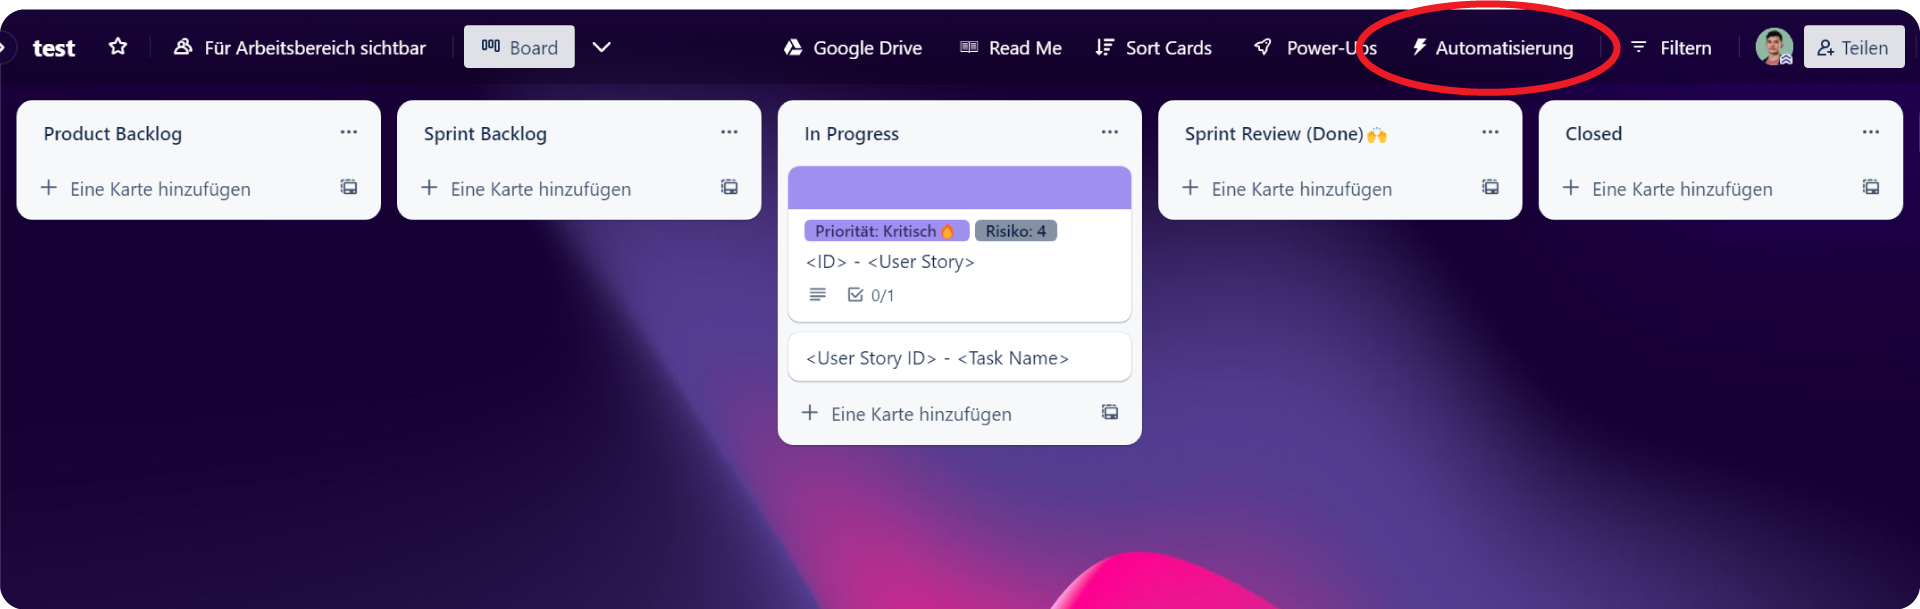 test
Für Arbeitsbereich sichtbar
Board
Google Drive
Read Me
Sort Cards
Power-Ups
Automatisierung
Filtern
Teilen
Product Backlog
Eine Karte hinzufügen
Sprint Backlog
Eine Karte hinzufügen
In Progress
Priorität: Kritisch🔥 Risiko: 4
<ID> - <User Story>
0/1
<User Story ID> - <Task Name>
Eine Karte hinzufügen
Sprint Review (Done)🙌
Eine Karte hinzufügen
Closed
Eine Karte hinzufügen